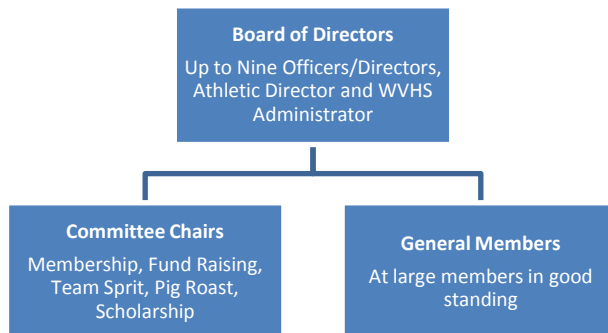 Board of Directors
Up to Nine Officers/Directors,
Athletic Director and WVHS
Administrator
Committee Chairs
Membership, Fund Raising,
Team Sprit, Pig Roast,
Scholarship
General Members
At large members in good
standing